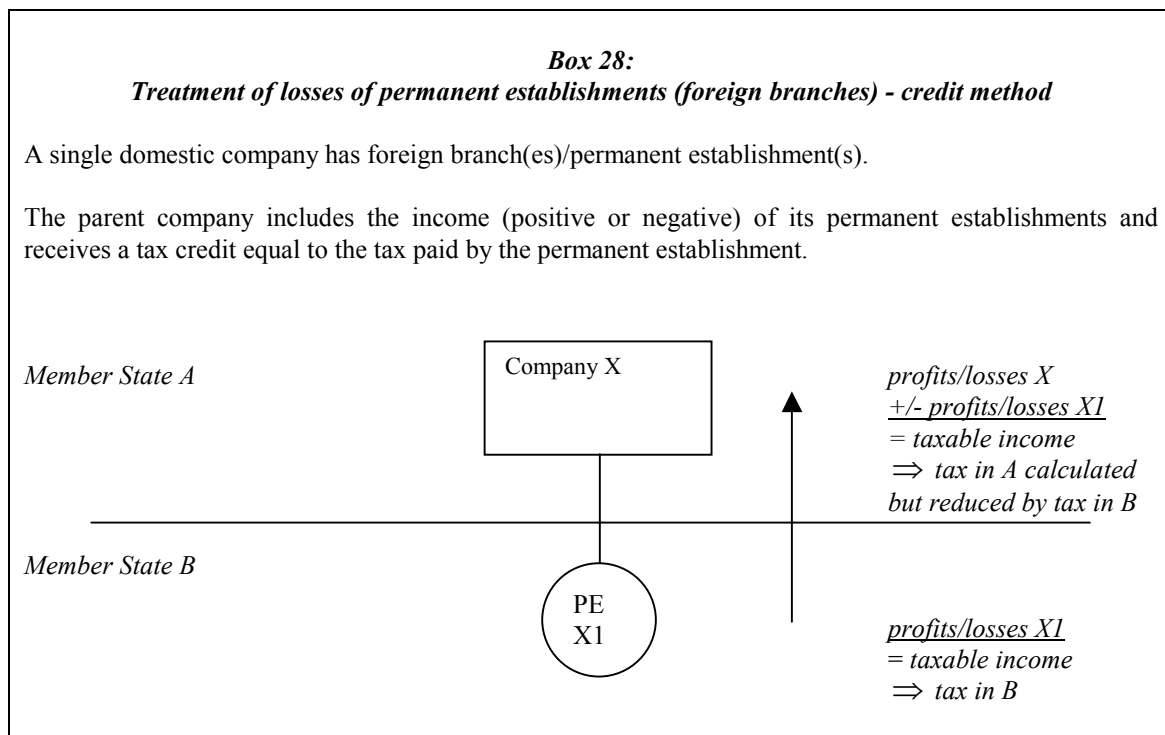 Box 28:
Treatment of losses of permanent establishments (foreign branches) - credit method
A single domestic company has foreign branch(es)/permanent establishment(s).
The parent company includes the income (positive or negative) of its permanent establishments and
receives a tax credit equal to the tax paid by the permanent establishment.
Member State A
Company X
profits/losses X
+/- profits/losses X1
= taxable income
⇒ tax in A calculated
but reduced by tax in B
Member State B
PE
X1
profits/losses X1
= taxable income
⇒ tax in B